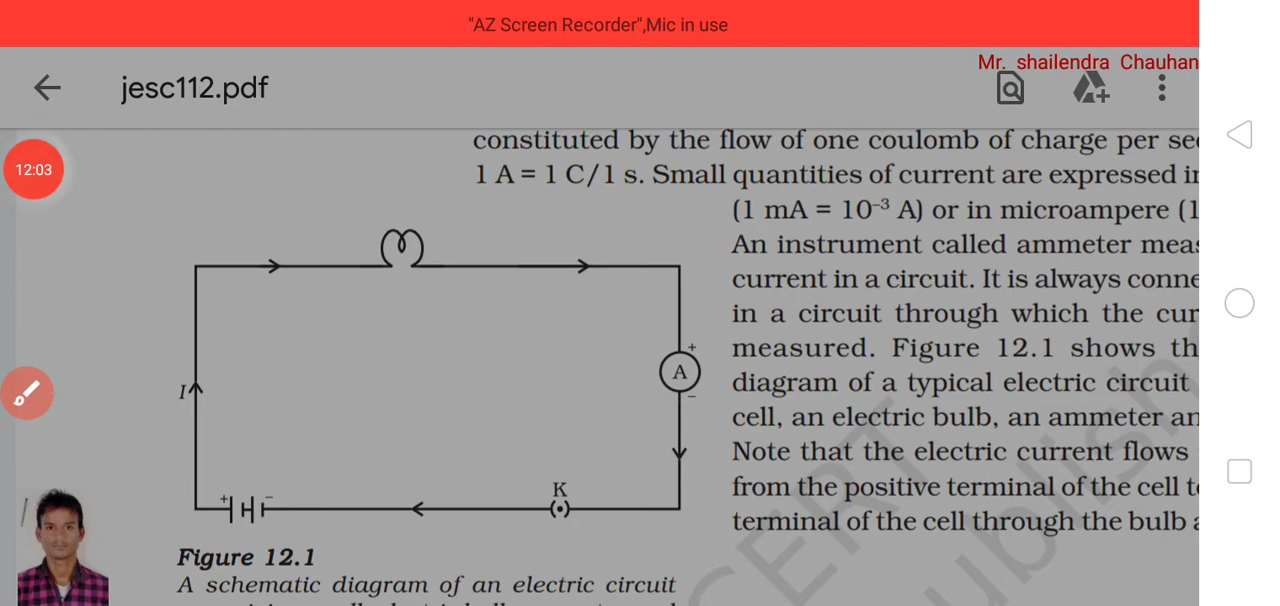 "AZ Screen Recorder",Mic in use
Mr. shailendra Chauhan
jesc112.pdf
12:03
constituted by the flow of one coulomb of charge per
1 A = 1 C/1 s. Small quantities of current are expressed
(1 mA = 10⁻³ A) or in microampere (1
An instrument called ammeter
current in a circuit. It is always
in a circuit through which the
measured. Figure 12.1 shows
diagram of a typical electric circuit
cell, an electric bulb, an ammeter
Note that the electric current flows
from the positive terminal of the cell
terminal of the cell through the bulb
+
A
−
I
+
−
K
Figure 12.1
A schematic diagram of an electric circuit